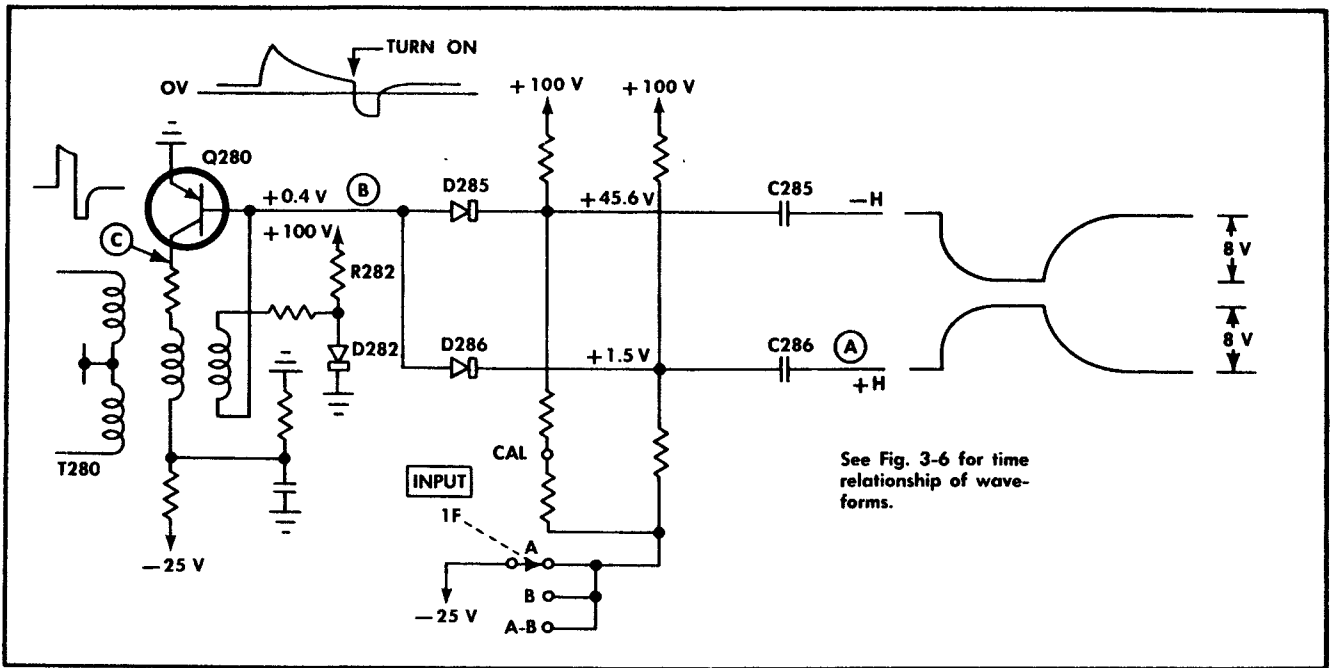 TURN ON
OV
+100 V
+100 V
Q280
+0.4 V
B
D285
+45.6 V
C285
—H
+100 V
C
R282
8 V
D282
D286
+1.5 V
C286
A
+H
8 V
T280
CAL
INPUT
1F
A
See Fig. 3-6 for time
relationship of wave-
forms.
—25 V
—25 V
B
A-B